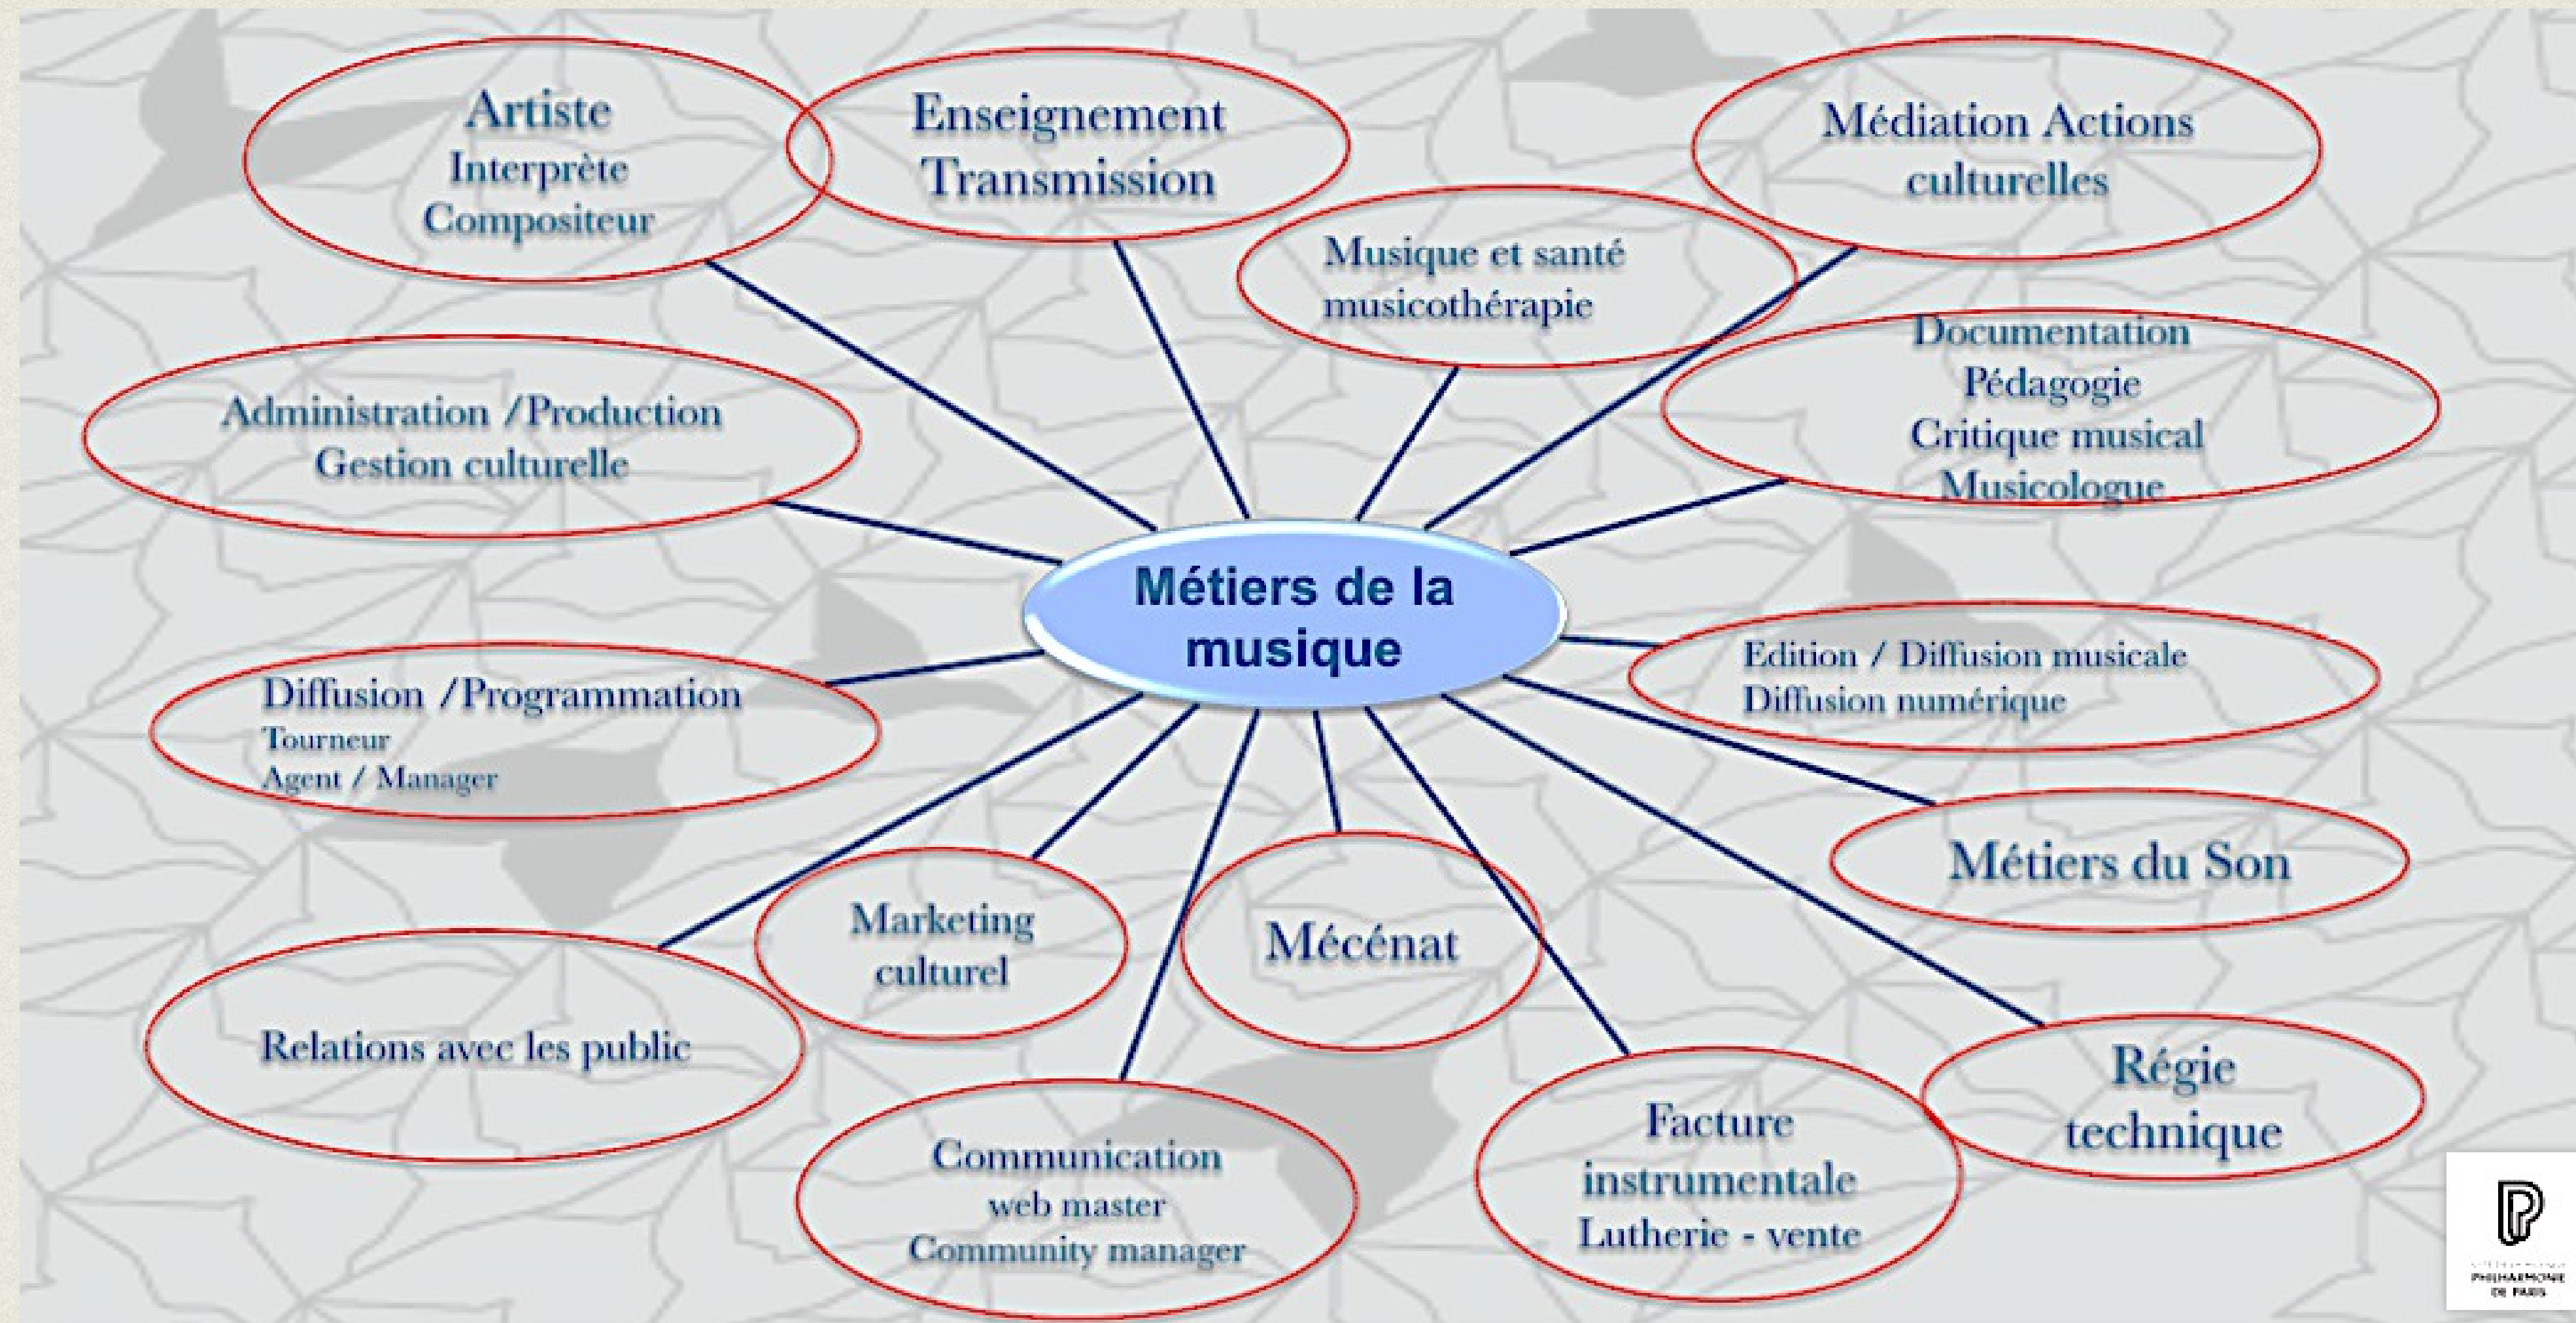 Artiste
Interprète
Compositeur
Enseignement
Transmission
Médiation Actions
culturelles
Musique et santé
musicothérapie
Documentation
Pédagogie
Critique musical
Musicologue
Administration /Production
Gestion culturelle
Métiers de la
musique
Edition / Diffusion musicale
Diffusion numérique
Diffusion /Programmation
Tourneur
Agent / Manager
Métiers du Son
Marketing
culturel
Mécénat
Relations avec les public
Régie
technique
Communication
web master
Community manager
Facture
instrumentale
Lutherie - vente
PHILHARMONIE
DE PARIS